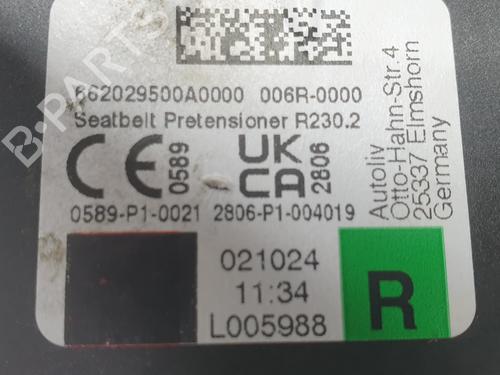 662029500A0000 006R-0000
Seatbelt Pretensioner R230.2
CE 0589
UK CA 2806
0589-P1-0021 2806-P1-004019
Autoliv
Otto-Hahn-Str.4
25337 Elmshorn
Germany
021024
11:34
L005988
R